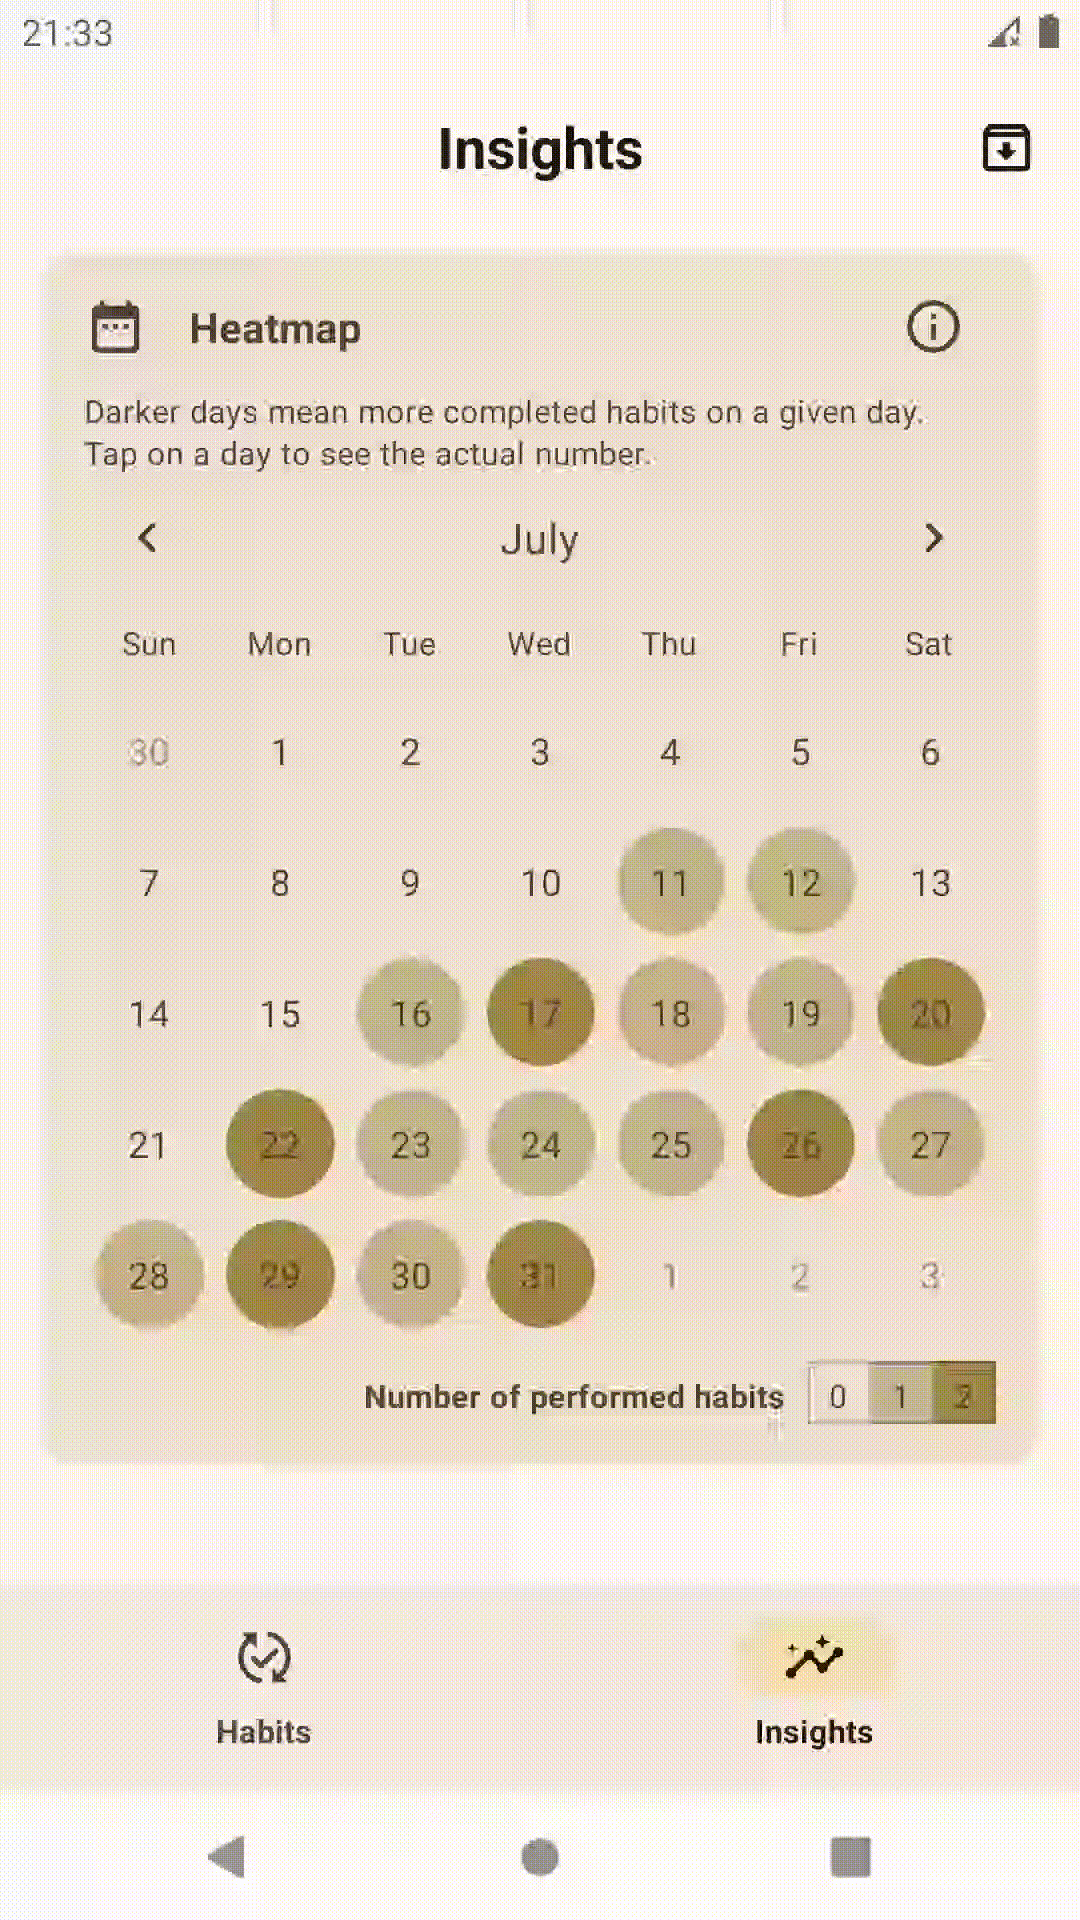 21:33
Insights
Heatmap
Darker days mean more completed habits on a given day.
Tap on a day to see the actual number.
July
Sun Mon Tue Wed Thu Fri Sat
30 1 2 3 4 5 6
7 8 9 10 11 12 13
14 15 16 17 18 19 20
21 22 23 24 25 26 27
28 29 30 31 1 2 3
Number of performed habits 0 1 2
Habits Insights